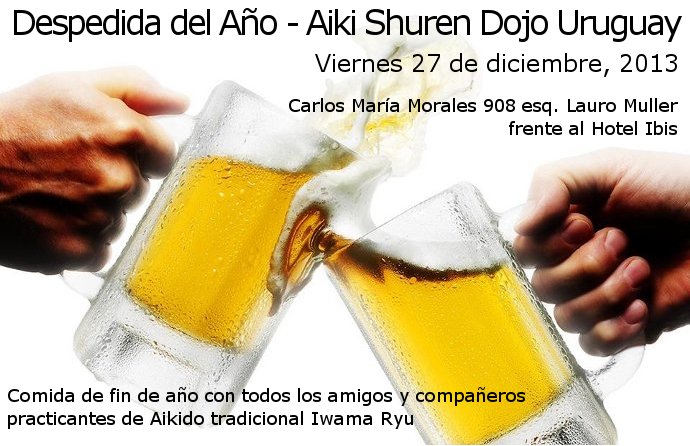 Despedida del Año - Aiki Shuren Dojo Uruguay
Viernes 27 de diciembre, 2013
Carlos María Morales 908 esq. Lauro Muller
frente al Hotel Ibis
Comida de fin de año con todos los amigos y compañeros
practicantes de Aikido tradicional Iwama Ryu